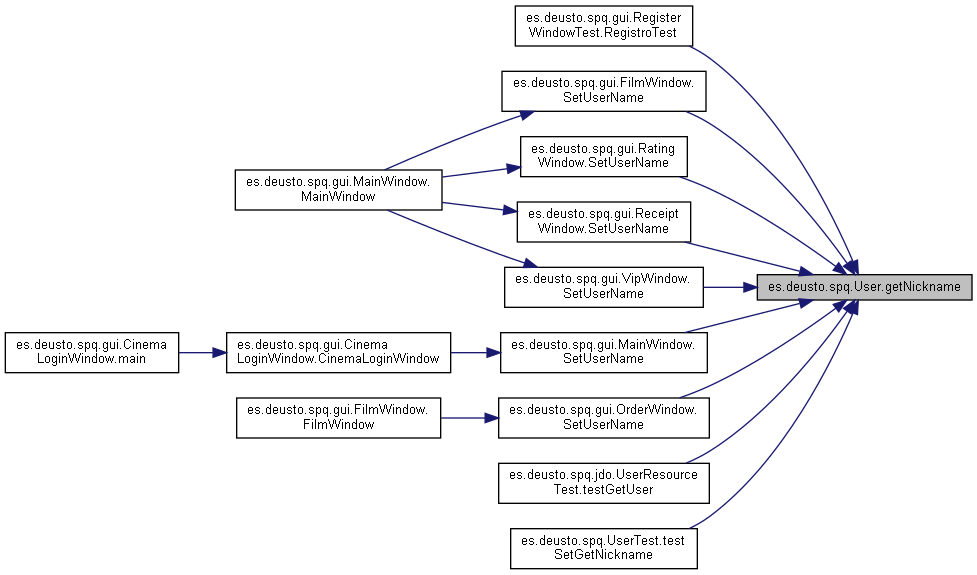 es.deusto.spq.gui.Register
WindowTest.RegistroTest
es.deusto.spq.gui.FilmWindow.
SetUserName
es.deusto.spq.gui.Rating
Window.SetUserName
es.deusto.spq.gui.MainWindow.
MainWindow
es.deusto.spq.gui.Receipt
Window.SetUserName
es.deusto.spq.gui.VipWindow.
SetUserName
es.deusto.spq.User.getNickname
es.deusto.spq.gui.Cinema
LoginWindow.main
es.deusto.spq.gui.Cinema
LoginWindow.CinemaLoginWindow
es.deusto.spq.gui.MainWindow.
SetUserName
es.deusto.spq.gui.FilmWindow.
FilmWindow
es.deusto.spq.gui.OrderWindow.
SetUserName
es.deusto.spq.jdo.UserResource
Test.testGetUser
es.deusto.spq.UserTest.test
SetGetNickname